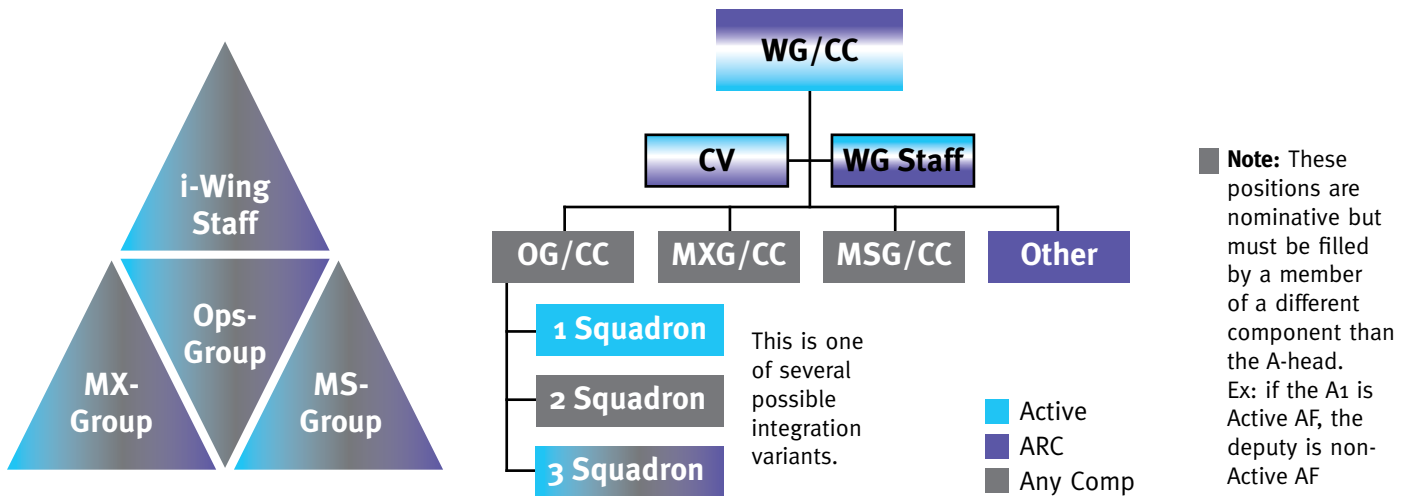 i-Wing
Staff
Ops-
Group
MX-
Group
MS-
Group
WG/CC
CV
WG Staff
OG/CC
MXG/CC
MSG/CC
Other
1 Squadron
2 Squadron
3 Squadron
This is one
of several
possible
integration
variants.
Active
ARC
Any Comp
Note: These
positions are
nominative but
must be filled
by a member
of a different
component than
the A-head.
Ex: if the A1 is
Active AF, the
deputy is non-
Active AF